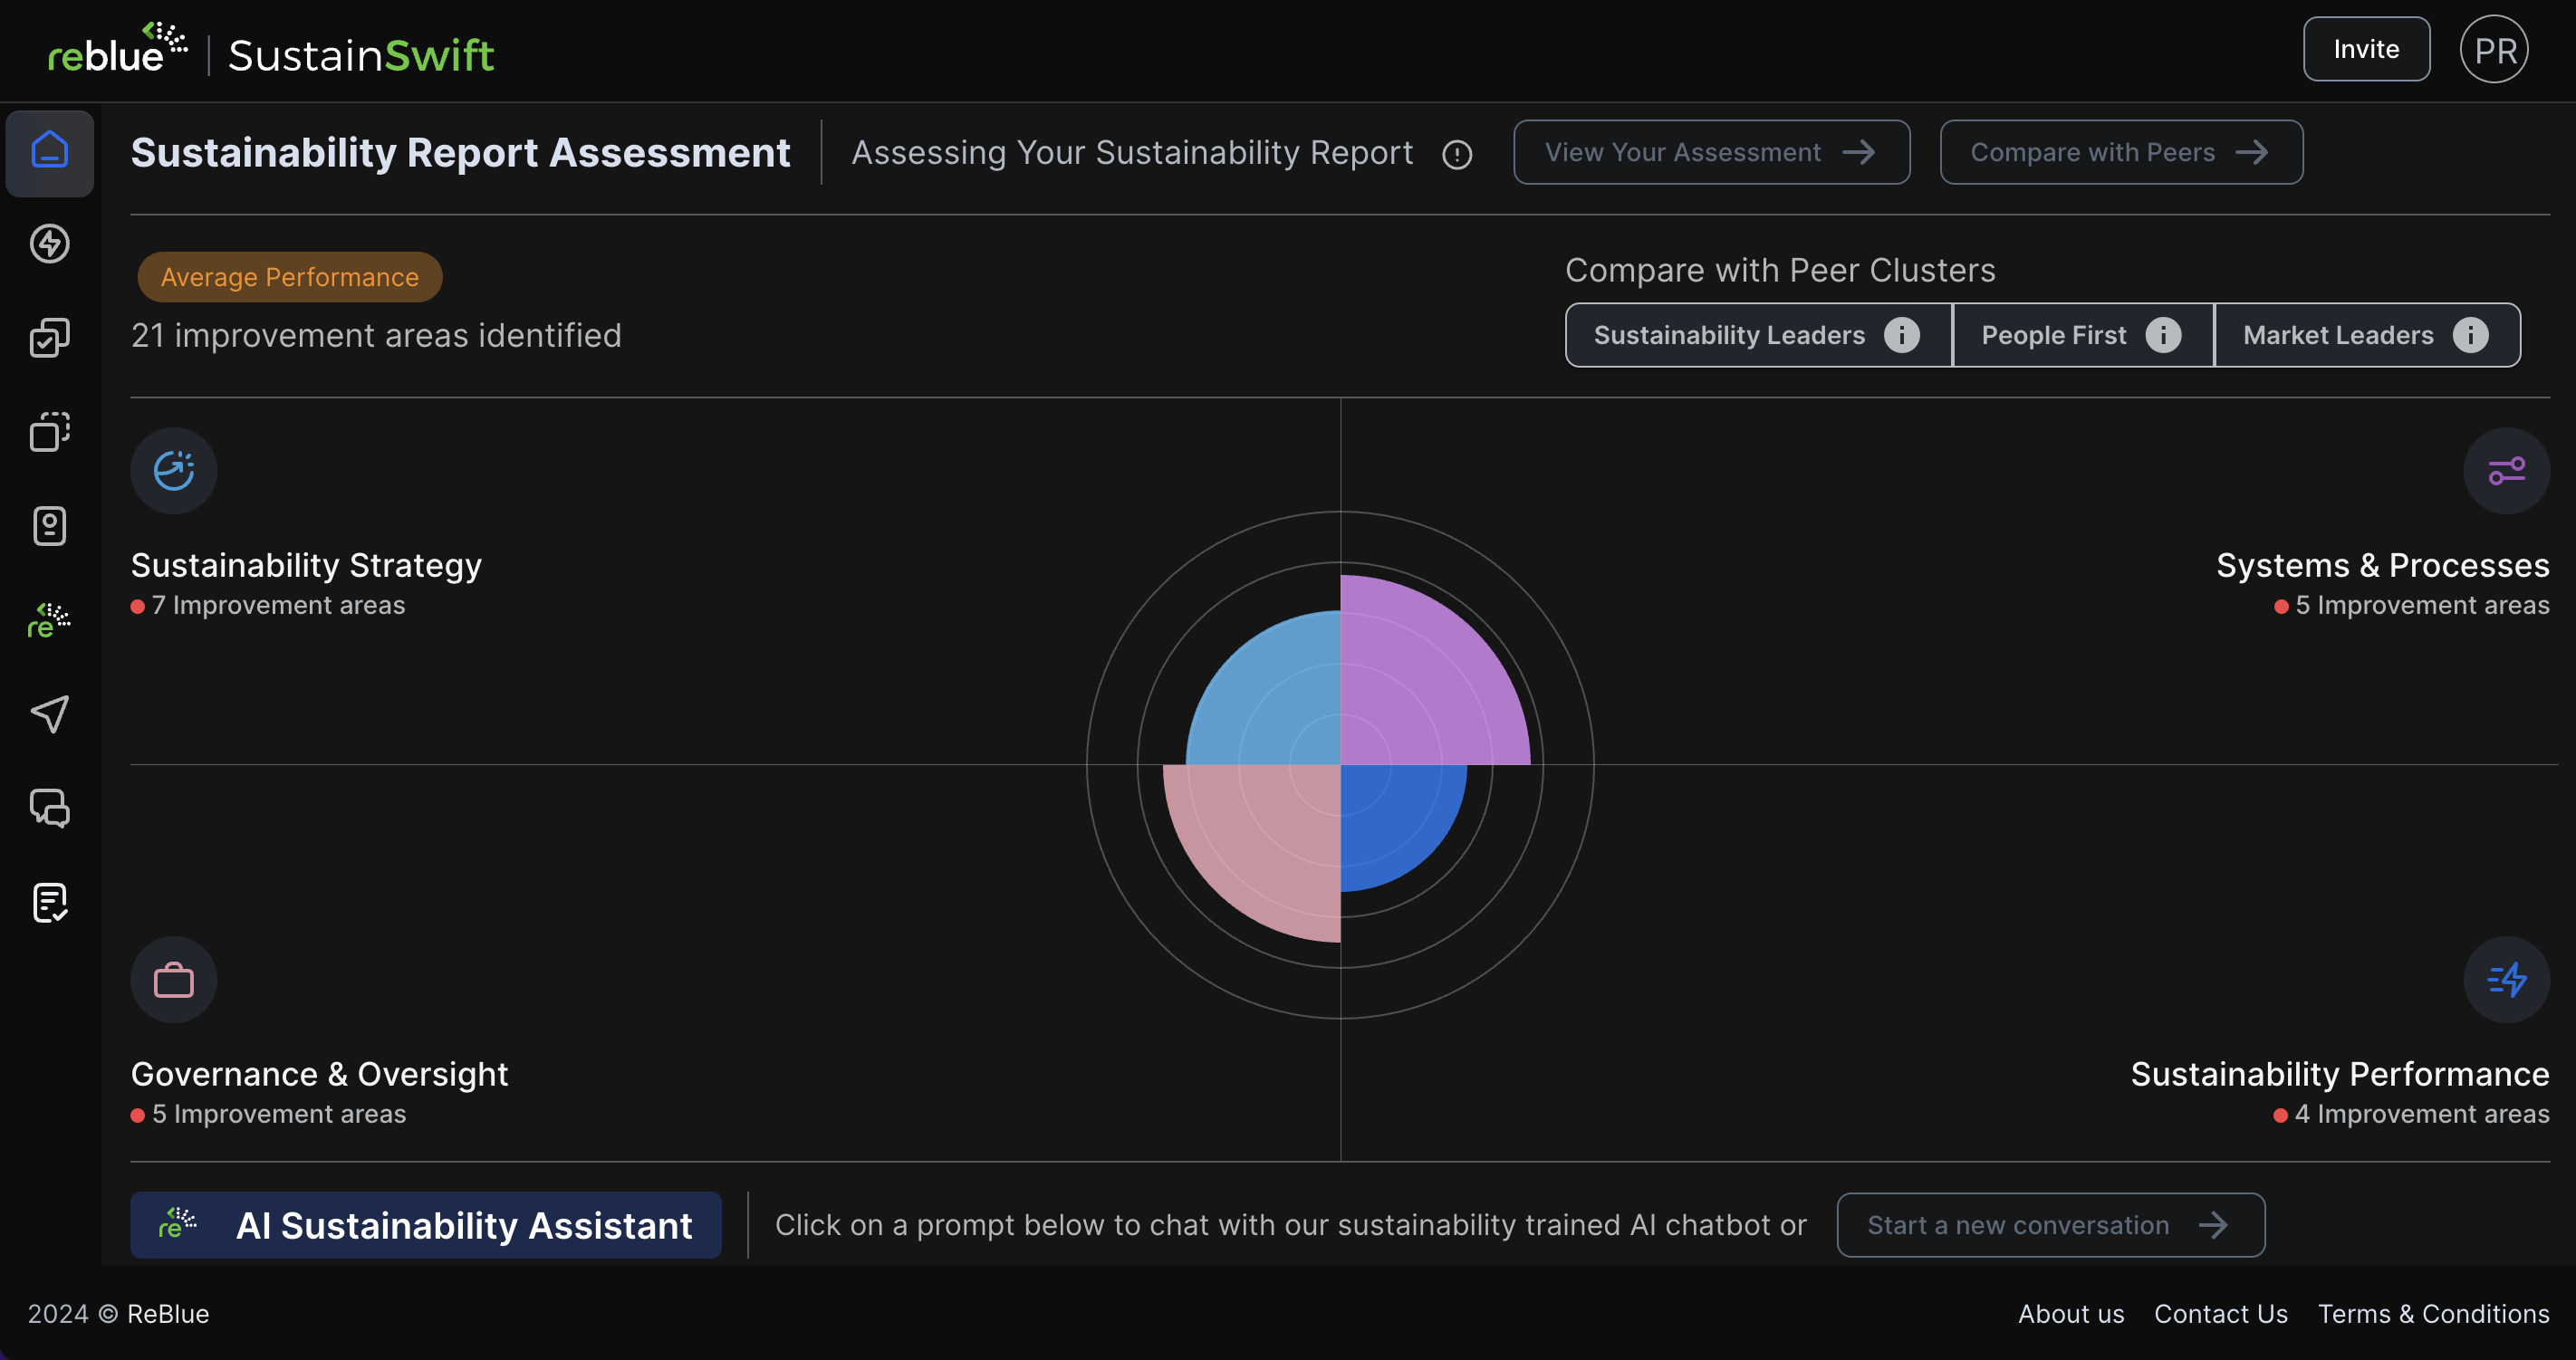 reblue | SustainSwift
Invite
PR
Sustainability Report Assessment
Assessing Your Sustainability Report
View Your Assessment
Compare with Peers
Average Performance
21 improvement areas identified
Compare with Peer Clusters
Sustainability Leaders
People First
Market Leaders
Sustainability Strategy
7 Improvement areas
Systems & Processes
5 Improvement areas
re
Governance & Oversight
5 Improvement areas
Sustainability Performance
4 Improvement areas
re
AI Sustainability Assistant
Click on a prompt below to chat with our sustainability trained AI chatbot or
Start a new conversation
2024 © ReBlue
About us
Contact Us
Terms & Conditions